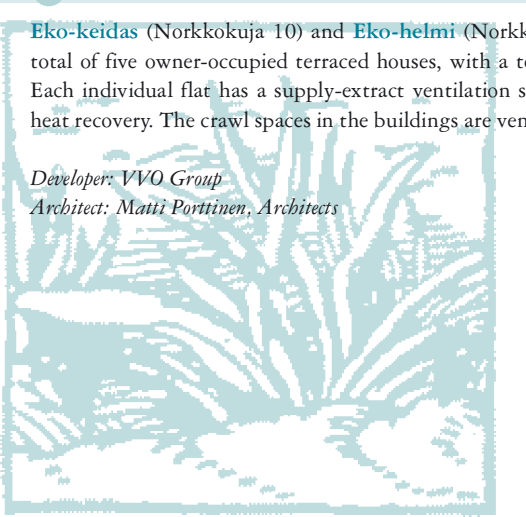 Eko-keidas (Norkkokuja 10) and Eko-helmi (Norkk
total of five owner-occupied terraced houses, with a t
Each individual flat has a supply-extract ventilation s
heat recovery. The crawl spaces in the buildings are ven
Developer: VVO Group
Architect: Matti Porttinen, Architects